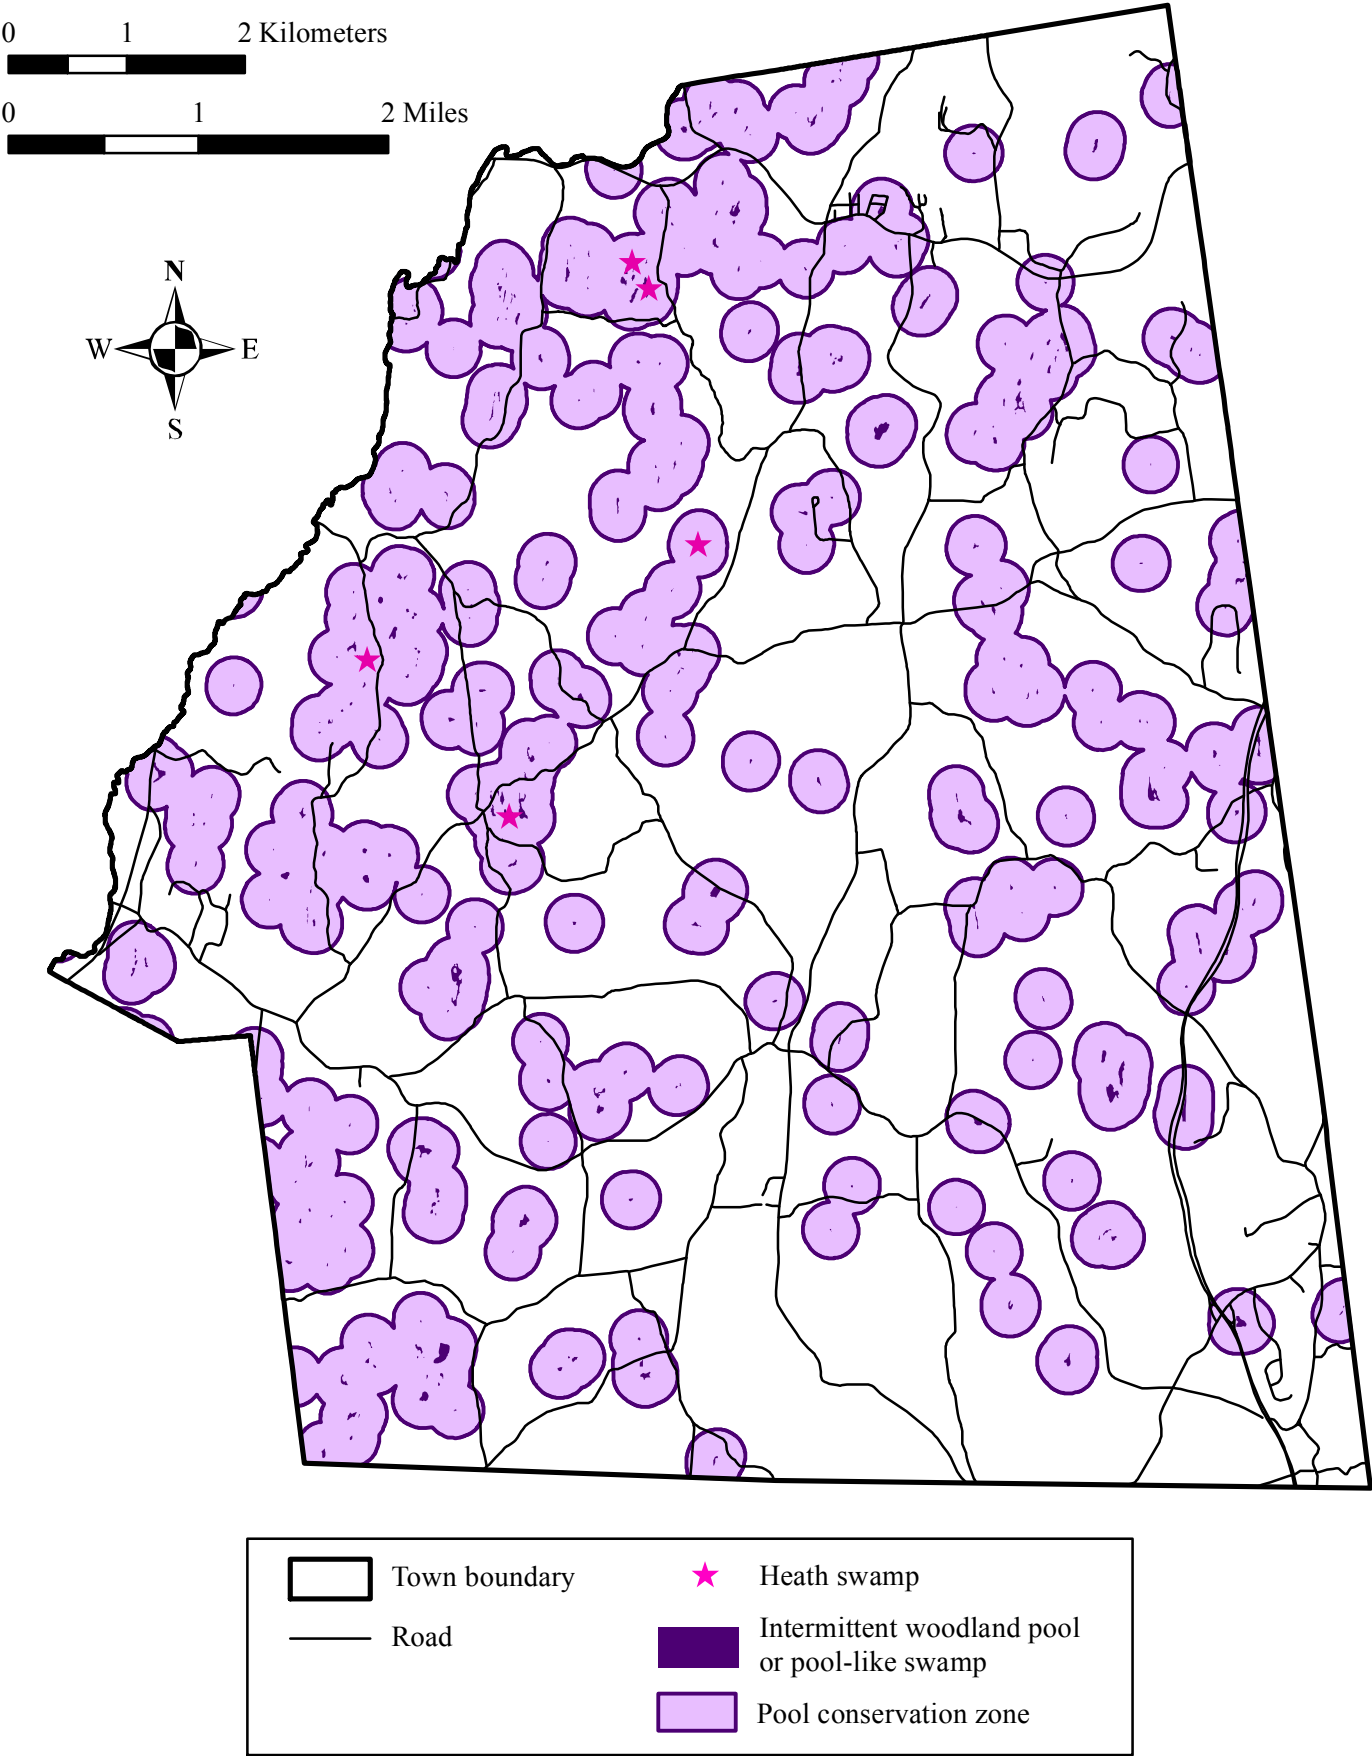 0 1 2 Kilometers
0 1 2 Miles
N
W E
S
Town boundary
Road
Heath swamp
Intermittent woodland pool
or pool-like swamp
Pool conservation zone